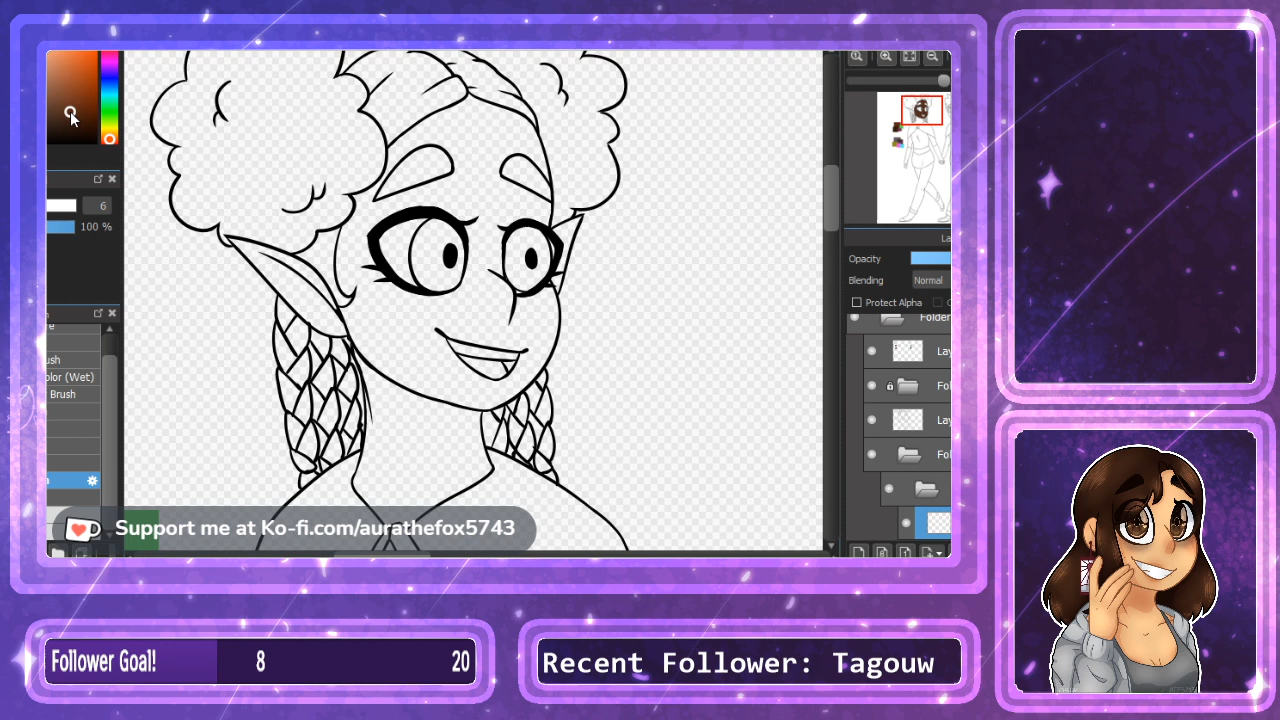 6
100 %
e
ush
olor (Wet)
Brush
La
Opacity
Blending
Normal
Protect Alpha
Folder
Lay
Fol
Lay
Fol
Support me at Ko-fi.com/aurathefox5743
Follower Goal!
8
20
Recent Follower: Tagouw